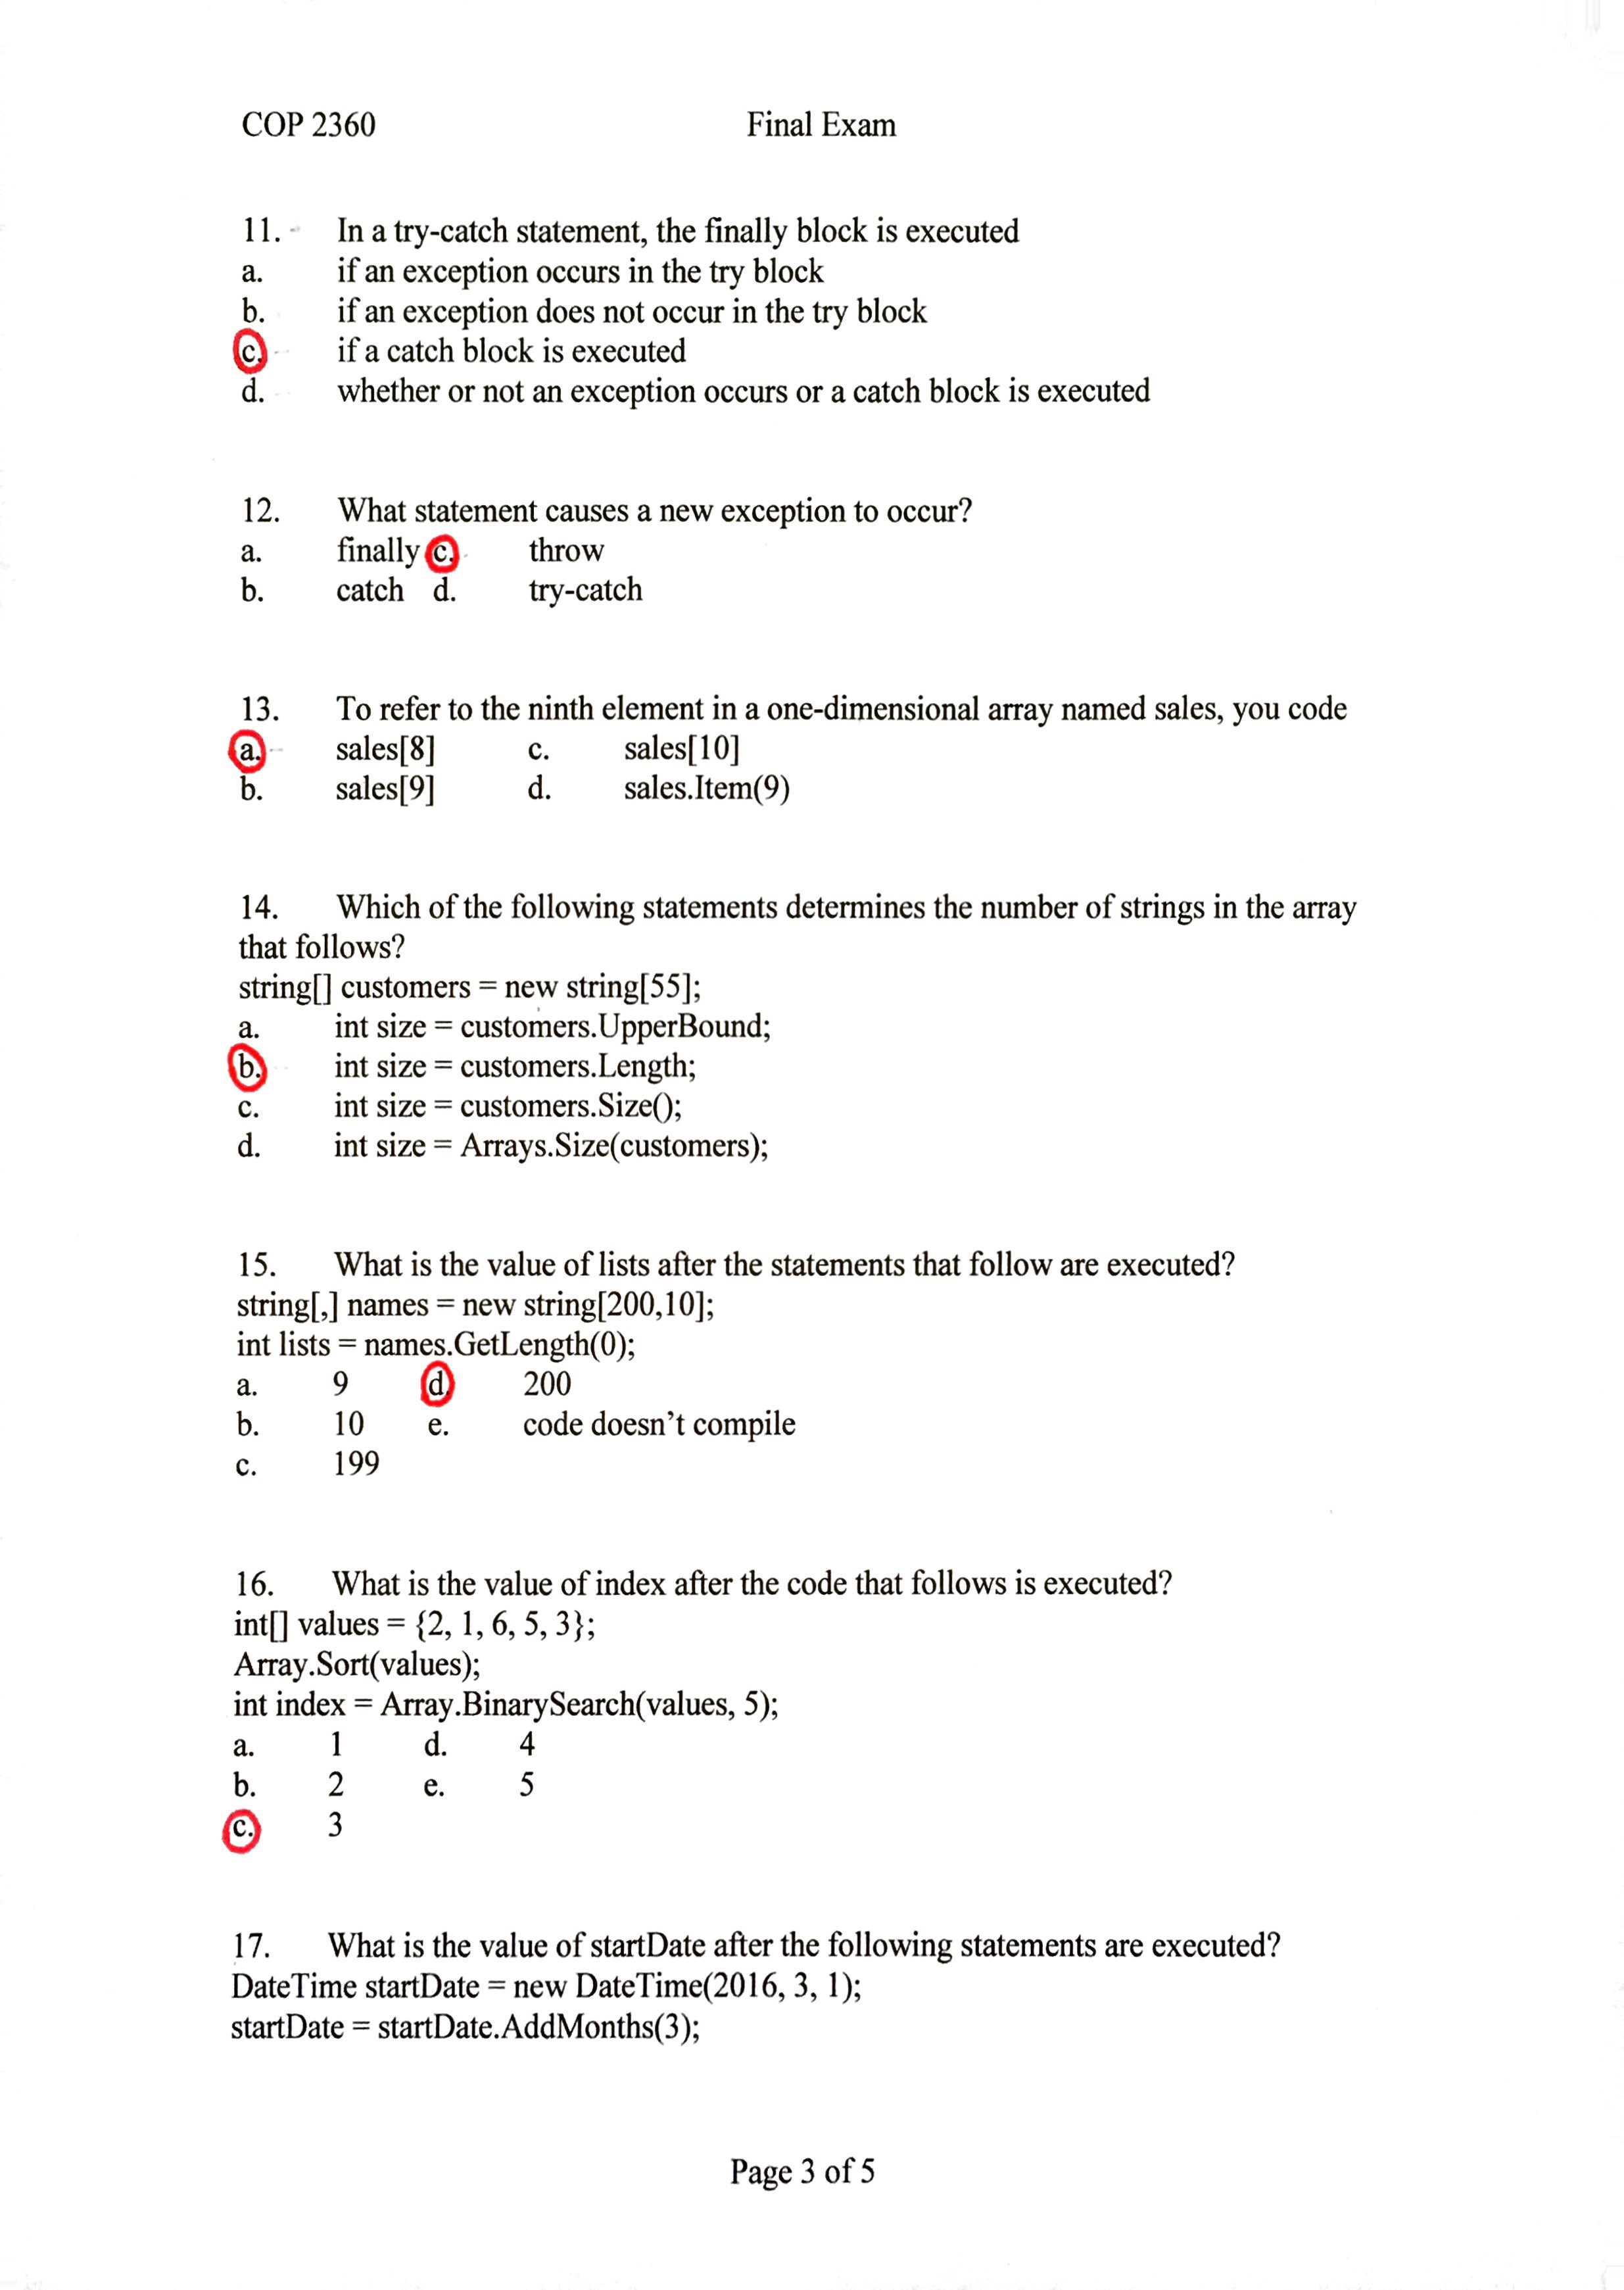 COP 2360 Final Exam
11. In a try-catch statement, the finally block is executed
a. if an exception occurs in the try block
b. if an exception does not occur in the try block
c. if a catch block is executed
d. whether or not an exception occurs or a catch block is executed
12. What statement causes a new exception to occur?
a. finally c. throw
b. catch d. try-catch
13. To refer to the ninth element in a one-dimensional array named sales, you code
a. sales[8] c. sales[10]
b. sales[9] d. sales.Item(9)
14. Which of the following statements determines the number of strings in the array
that follows?
string[] customers = new string[55];
a. int size = customers.UpperBound;
b. int size = customers.Length;
c. int size = customers.Size();
d. int size = Arrays.Size(customers);
15. What is the value of lists after the statements that follow are executed?
string[,] names = new string[200,10];
int lists = names.GetLength(0);
a. 9 d. 200
b. 10 e. code doesn’t compile
c. 199
16. What is the value of index after the code that follows is executed?
int[] values = {2, 1, 6, 5, 3};
Array.Sort(values);
int index = Array.BinarySearch(values, 5);
a. 1 d. 4
b. 2 e. 5
c. 3
17. What is the value of startDate after the following statements are executed?
DateTime startDate = new DateTime(2016, 3, 1);
startDate = startDate.AddMonths(3);
Page 3 of 5